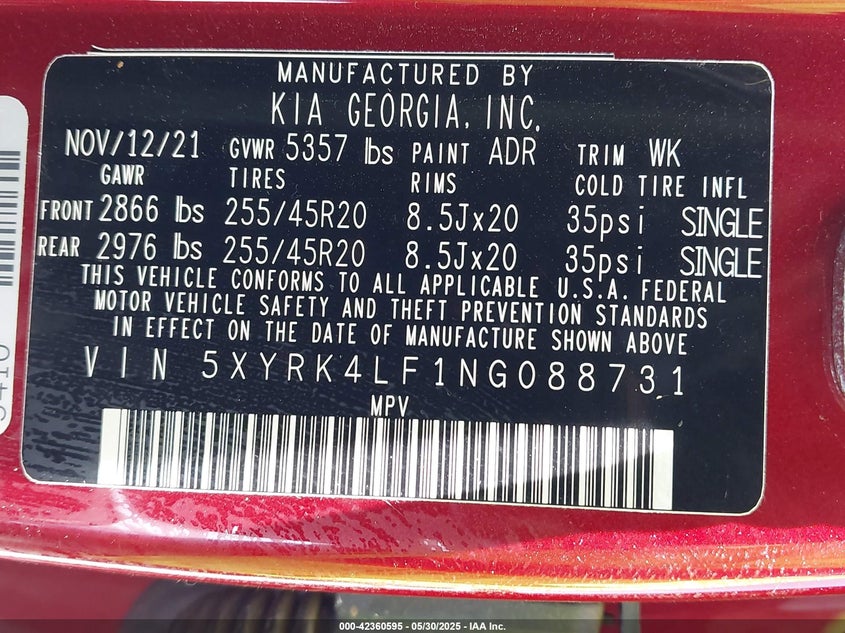 MANUFACTURED BY
KIA GEORGIA, INC.
NOV/12/21 GVWR 5357 lbs PAINT ADR TRIM WK
GAWR TIRES RIMS COLD TIRE INFL
FRONT 2866 lbs 255/45R20 8.5Jx20 35psi SINGLE
REAR 2976 lbs 255/45R20 8.5Jx20 35psi SINGLE
THIS VEHICLE CONFORMS TO ALL APPLICABLE U.S.A. FEDERAL
MOTOR VEHICLE SAFETY AND THEFT PREVENTION STANDARDS
IN EFFECT ON THE DATE OF MANUFACTURE SHOWN ABOVE.
VIN 5XYRK4LF1NG088731
MPV
000-42360595 - 05/30/2025 - IAA Inc.